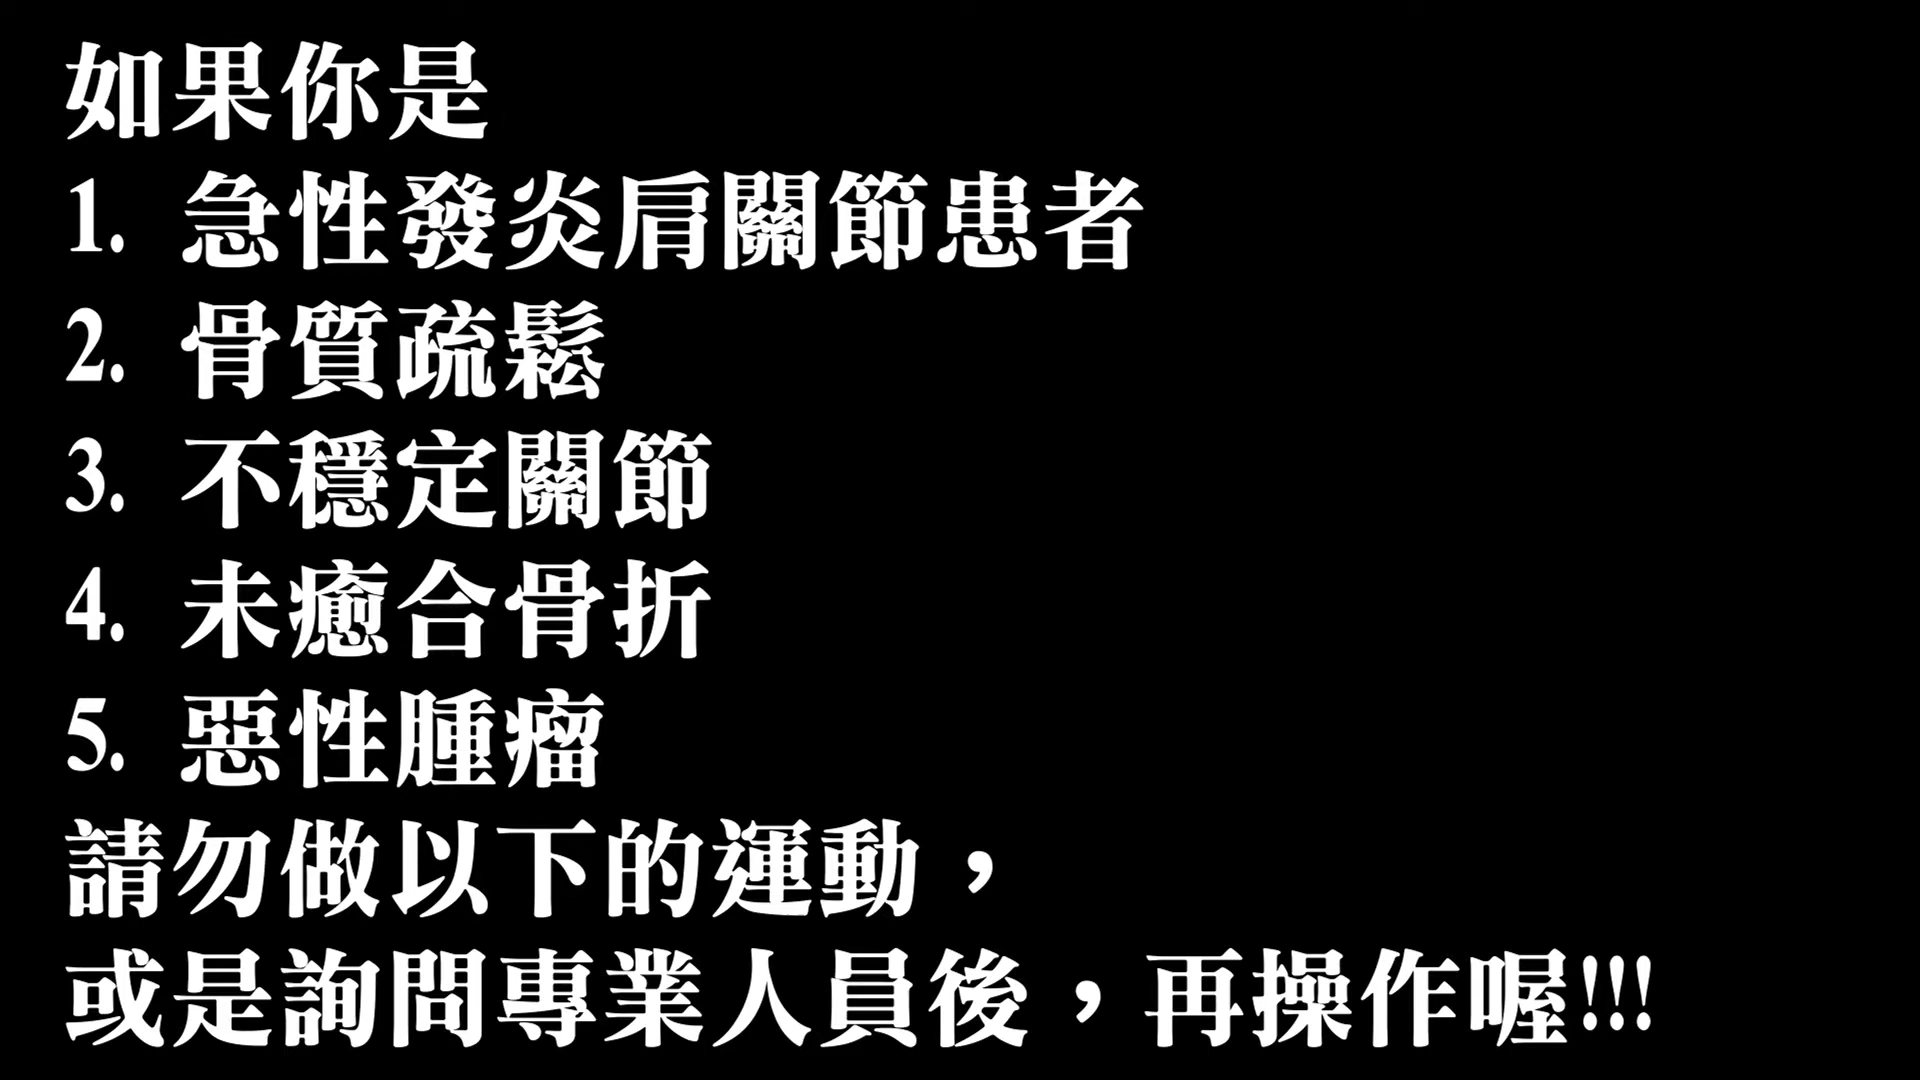 如果你是
1. 急性發炎肩關節患者
2. 骨質疏鬆
3. 不穩定關節
4. 未癒合骨折
5. 惡性腫瘤
請勿做以下的運動，
或是詢問專業人員後，再操作喔!!!